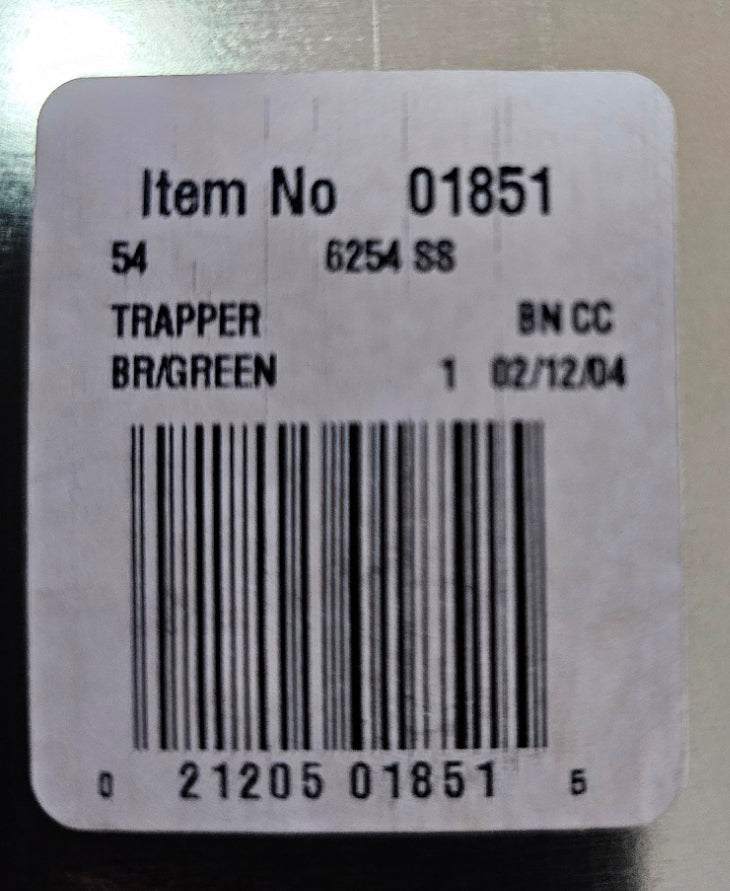 Item No 01851
54 6254 SS
TRAPPER BN CC
BR/GREEN 1 02/12/04
0 21205 01851 5